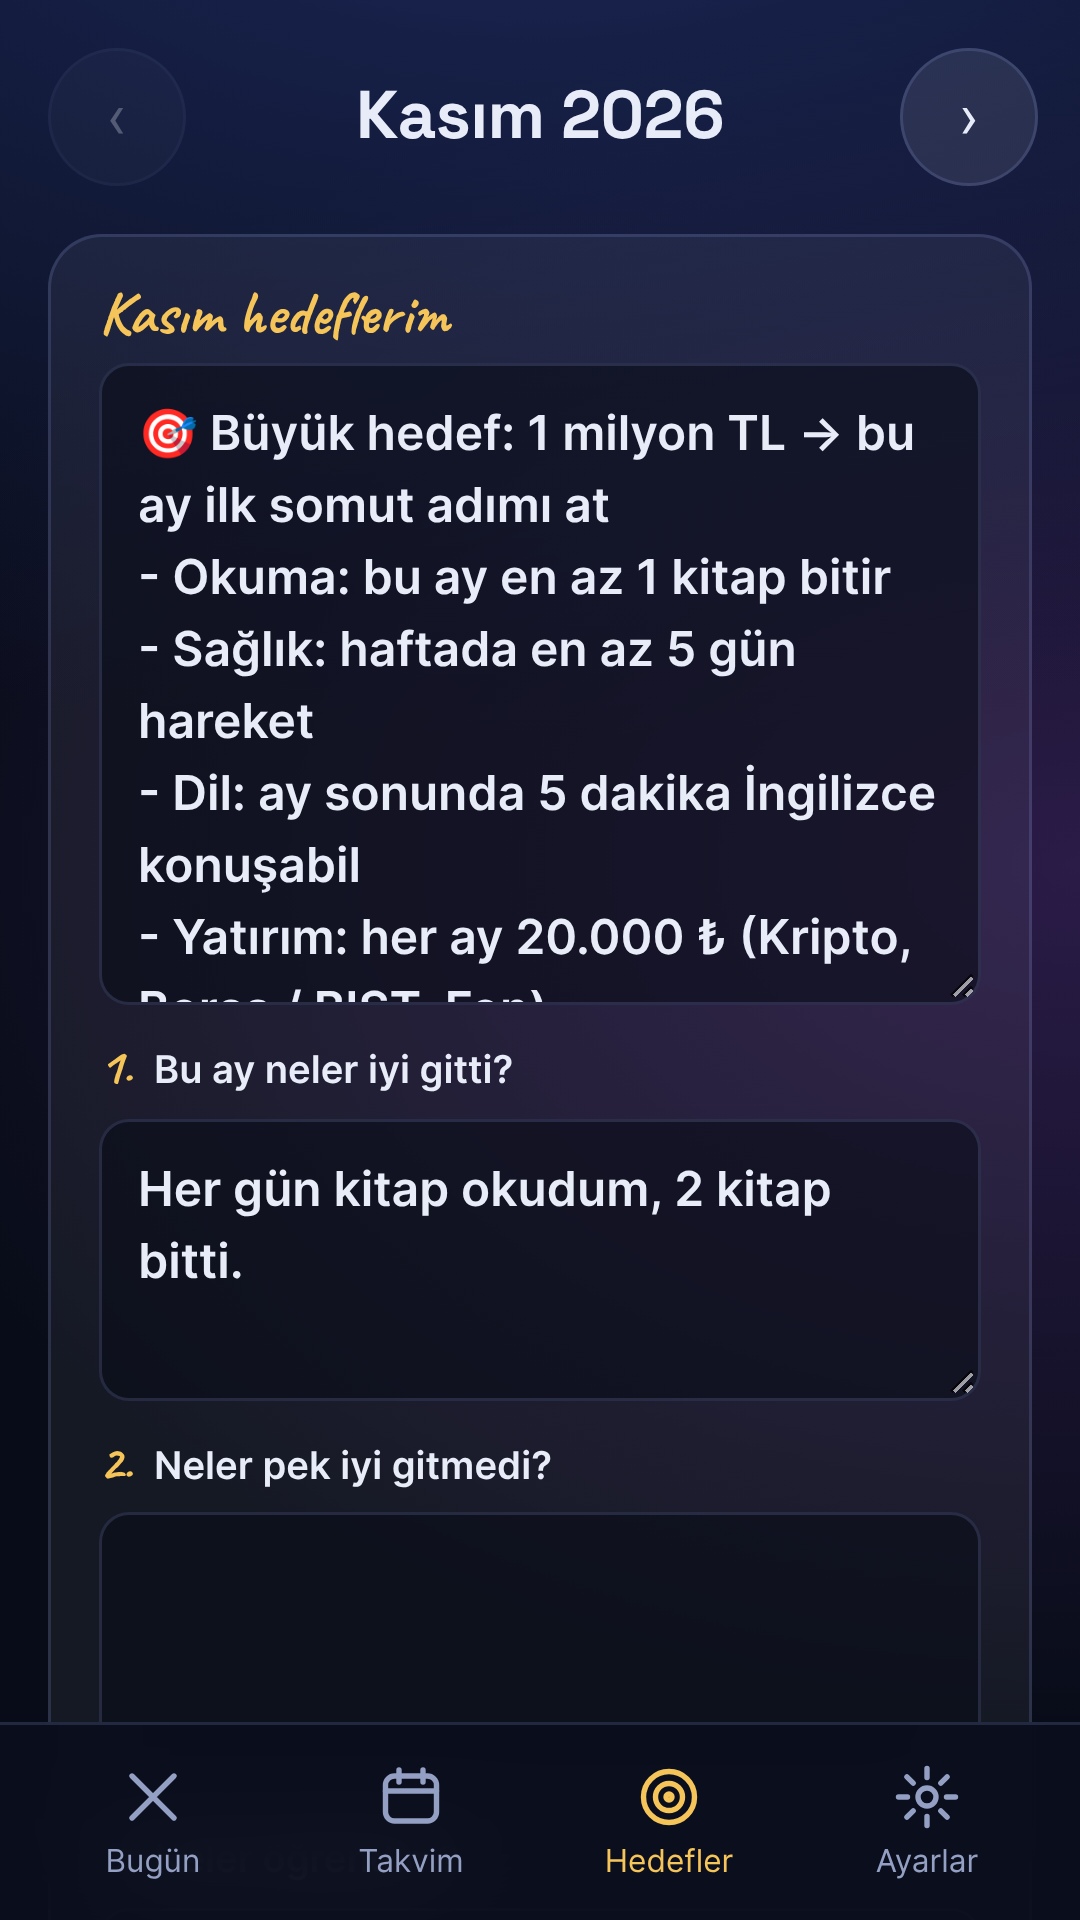 Kasım 2026
Kasım hedeflerim
🎯 Büyük hedef: 1 milyon TL → bu
ay ilk somut adımı at
- Okuma: bu ay en az 1 kitap bitir
- Sağlık: haftada en az 5 gün
hareket
- Dil: ay sonunda 5 dakika İngilizce
konuşabil
- Yatırım: her ay 20.000 ₺ (Kripto,
Borsa / BIST, Fon)
1. Bu ay neler iyi gitti?
Her gün kitap okudum, 2 kitap
bitti.
2. Neler pek iyi gitmedi?
Bugün Takvim Hedefler Ayarlar